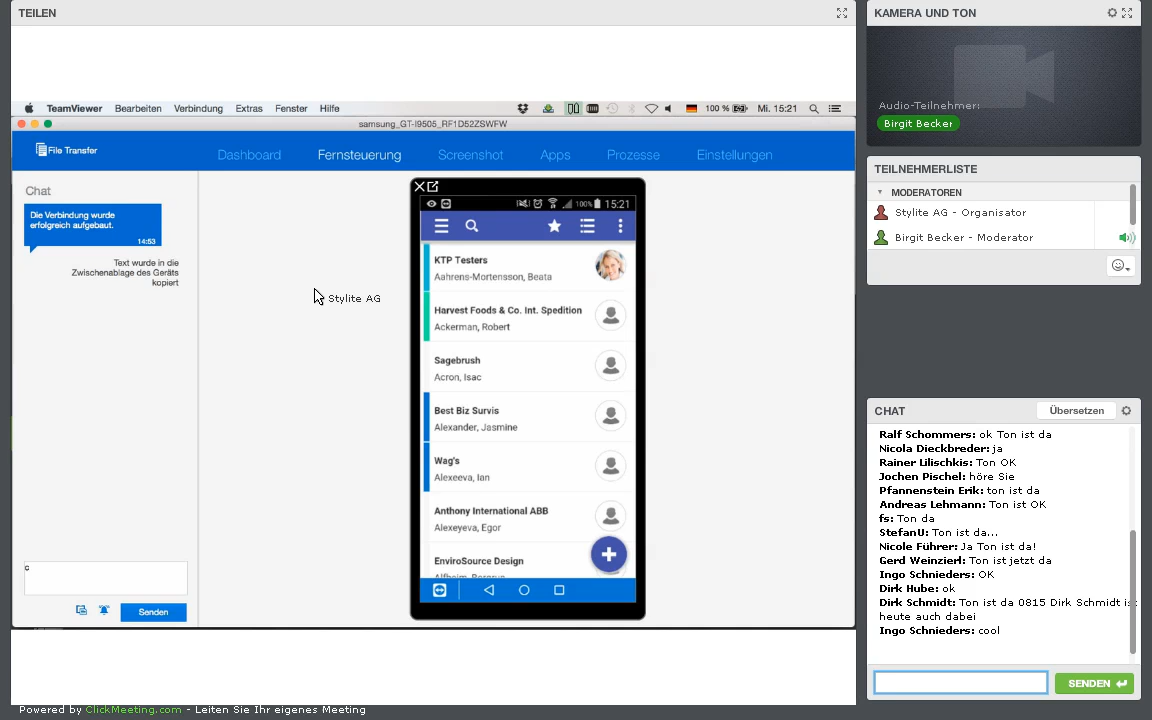 TEILEN
TeamViewer Bearbeiten Verbindung Extras Fenster Hilfe
100 % Mi. 15:21
samsung_GT-I9505_RF1D52ZSWFW
File Transfer
Dashboard Fernsteuerung Screenshot Apps Prozesse Einstellungen
Chat
Die Verbindung wurde
erfolgreich aufgebaut.
14:53
Text wurde in die
Zwischenablage des Geräts
kopiert
c
Senden
Stylite AG
100% 15:21
KTP Testers
Aahrens-Mortensson, Beata
Harvest Foods & Co. Int. Spedition
Ackerman, Robert
Sagebrush
Acron, Isac
Best Biz Survis
Alexander, Jasmine
Wag's
Alexeeva, Ian
Anthony International ABB
Alexeyeva, Egor
EnviroSource Design
KAMERA UND TON
Audio-Teilnehmer:
Birgit Becker
TEILNEHMERLISTE
MODERATOREN
Stylite AG - Organisator
Birgit Becker - Moderator
CHAT
Übersetzen
Ralf Schommers: ok Ton ist da
Nicola Dieckbreder: ja
Rainer Lilischkis: Ton OK
Jochen Pischel: höre Sie
Pfannenstein Erik: ton ist da
Andreas Lehmann: Ton ist OK
fs: Ton da
StefanU: Ton ist da...
Nicole Führer: Ja Ton ist da!
Gerd Weinzierl: Ton ist jetzt da
Ingo Schnieders: OK
Dirk Hube: ok
Dirk Schmidt: Ton ist da 0815 Dirk Schmidt ist
heute auch dabei
Ingo Schnieders: cool
SENDEN
Powered by ClickMeeting.com - Leiten Sie Ihr eigenes Meeting